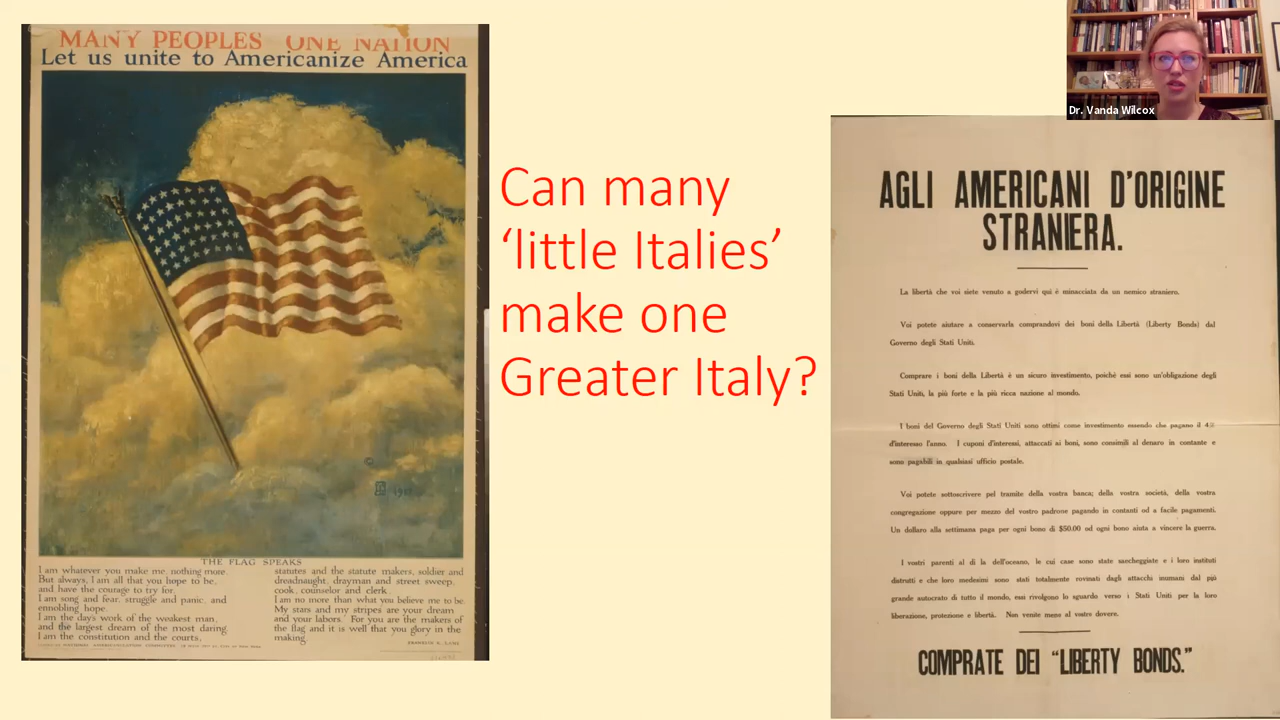 MANY PEOPLES ONE NATION
Let us unite to Americanize America
THE FLAG SPEAKS
I am whatever you make me, nothing more.
But always, I am all that you hope to be,
and have the courage to try for.
I am song and fear, struggle and panic, and
ennobling hope.
I am the day's work of the weakest man,
and the largest dream of the most daring.
I am the constitution and the courts,
statutes and the statute makers, soldier and
dreadnaught, drayman and street sweep,
cook, counselor and clerk.
I am no more than what you believe me to be.
My stars and my stripes are your dream
and your labors. For you are the makers of
the flag and it is well that you glory in the
making.
FRANKLIN K. LANE
Can many
‘little Italies’
make one
Greater Italy?
Dr. Vanda Wilcox
AGLI AMERICANI D'ORIGINE
STRANIERA.
La libertà che voi siete venuto a godervi qui è minacciata da un nemico straniero.
Voi potete aiutare a conservarla comprandovi dei boni della Libertà (Liberty Bonds) dal
Governo degli Stati Uniti.
Comprare i boni della Libertà è un sicuro investimento, poichè essi sono un'obligazione degli
Stati Uniti, la più forte e la più ricca nazione al mondo.
I boni del Governo degli Stati Uniti sono ottimi come investimento essendo che pagano il 4%
d'interesso l'anno. I cuponi d'interessi, attaccati ai boni, sono consimili al denaro in contante e
sono pagabili in qualsiasi ufficio postale.
Voi potete sottoscrivere pel tramite della vostra banca; della vostra società, della vostra
congregazione oppure per mezzo del vostro padrone pagando in contanti od a facile pagamenti.
Un dollaro alla settimana paga per ogni bono di $50.00 od ogni bono aiuta a vincere la guerra.
I vostri parenti al di là dell'oceano, le cui case sono state saccheggiate e i loro instituti
distrutti e che loro medesimi sono stati totalmente rovinati dagli attacchi inumani dal più
grande autocrato di tutto il mondo, essi rivolgono lo sguardo verso i Stati Uniti per la loro
liberazione, protezione e libertà. Non venite meno al vostro dovere.
COMPRATE DEI “LIBERTY BONDS.”